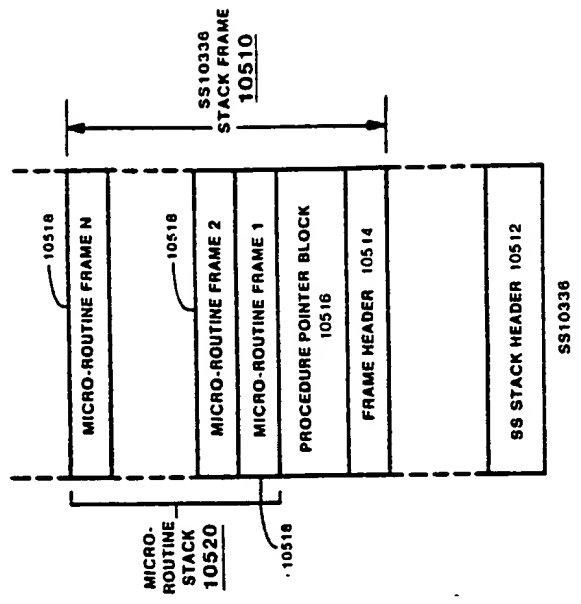 10518
MICRO-ROUTINE FRAME N
10518
MICRO-ROUTINE FRAME 2
MICRO-ROUTINE FRAME 1
PROCEDURE POINTER BLOCK
10516
FRAME HEADER 10514
SS STACK HEADER 10512
SS10336
SS10336
STACK FRAME
10510
MICRO-
ROUTINE
STACK
10520
10518